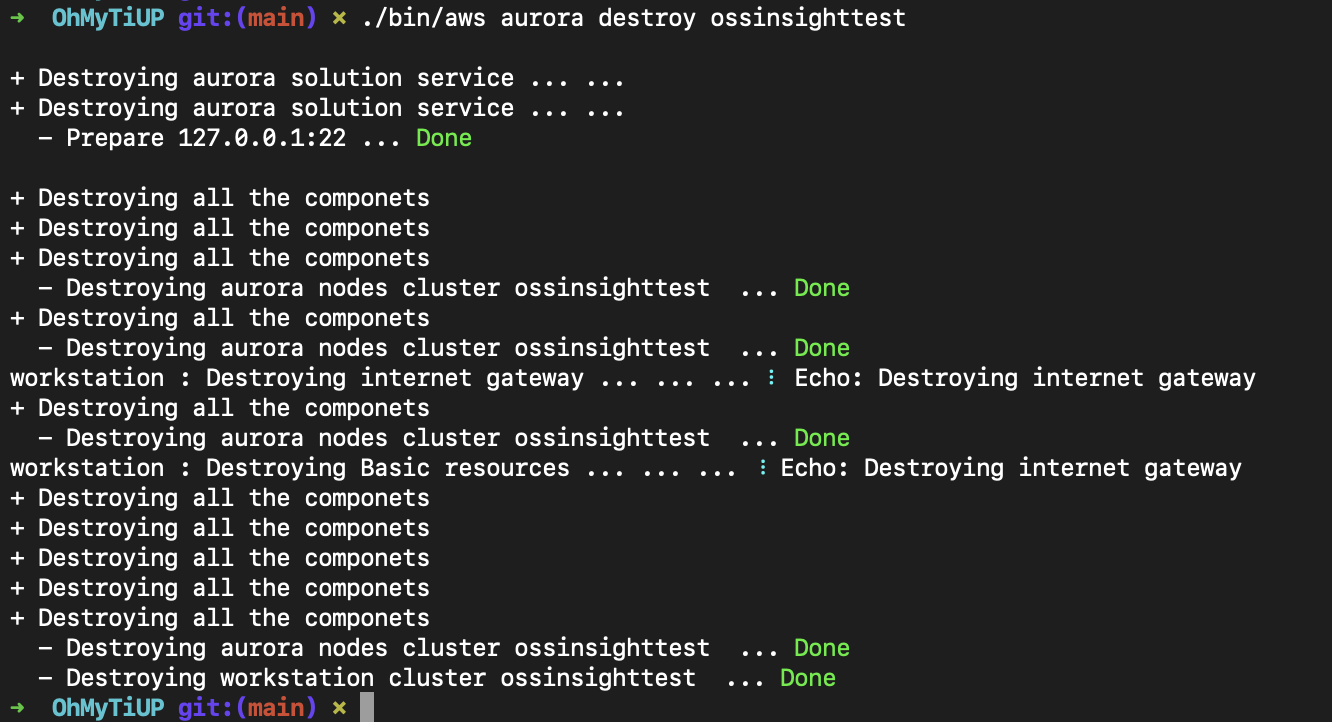 ➜ OhMyTiUP git:(main) ✗ ./bin/aws aurora destroy ossinsighttest
+ Destroying aurora solution service ... ...
+ Destroying aurora solution service ... ...
  - Prepare 127.0.0.1:22 ... Done
+ Destroying all the componets
+ Destroying all the componets
+ Destroying all the componets
  - Destroying aurora nodes cluster ossinsighttest  ... Done
+ Destroying all the componets
  - Destroying aurora nodes cluster ossinsighttest  ... Done
workstation : Destroying internet gateway ... ... ... ⠸ Echo: Destroying internet gateway
+ Destroying all the componets
  - Destroying aurora nodes cluster ossinsighttest  ... Done
workstation : Destroying Basic resources ... ... ... ⠸ Echo: Destroying internet gateway
+ Destroying all the componets
+ Destroying all the componets
+ Destroying all the componets
+ Destroying all the componets
+ Destroying all the componets
  - Destroying aurora nodes cluster ossinsighttest  ... Done
  - Destroying workstation cluster ossinsighttest  ... Done
➜ OhMyTiUP git:(main) ✗